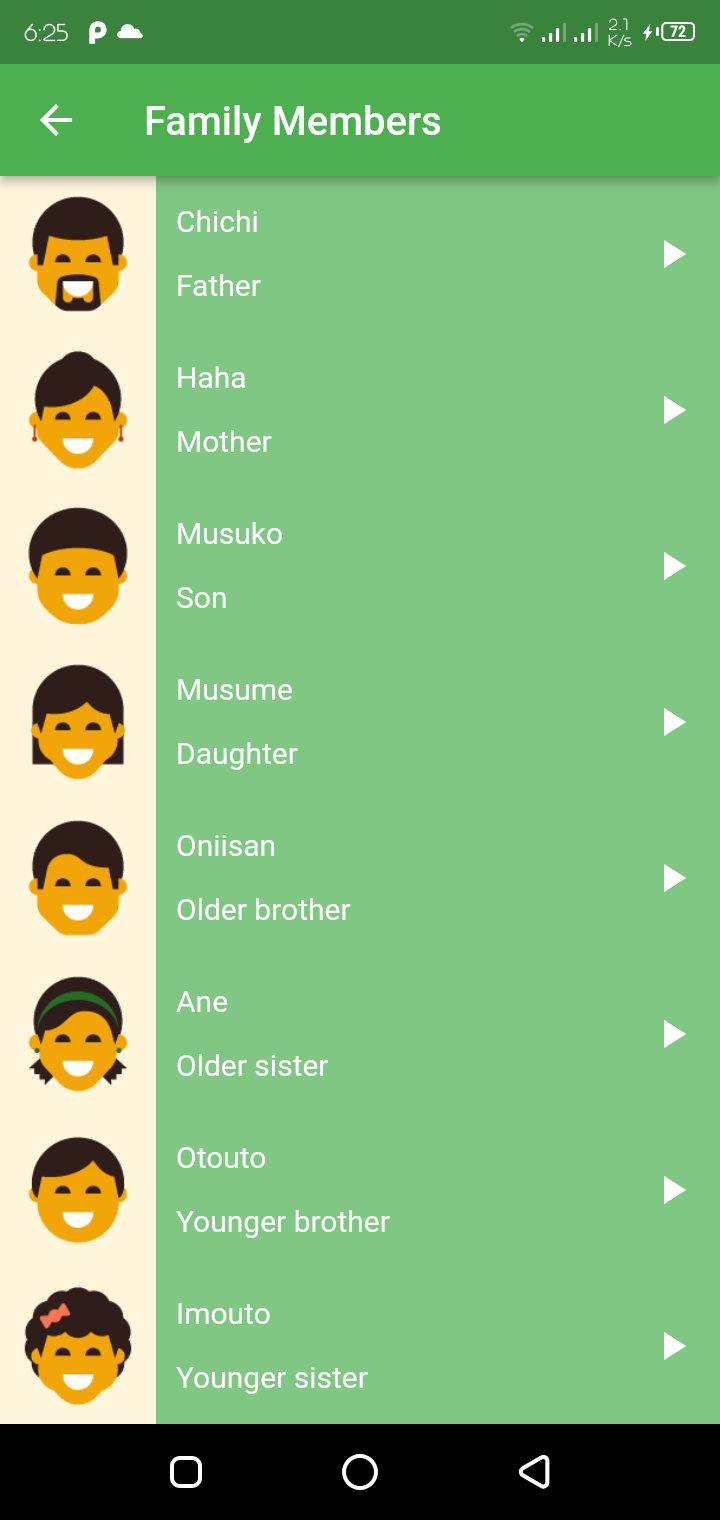 6:25 2.1 K/s 72
Family Members
Chichi
Father
Haha
Mother
Musuko
Son
Musume
Daughter
Oniisan
Older brother
Ane
Older sister
Otouto
Younger brother
Imouto
Younger sister